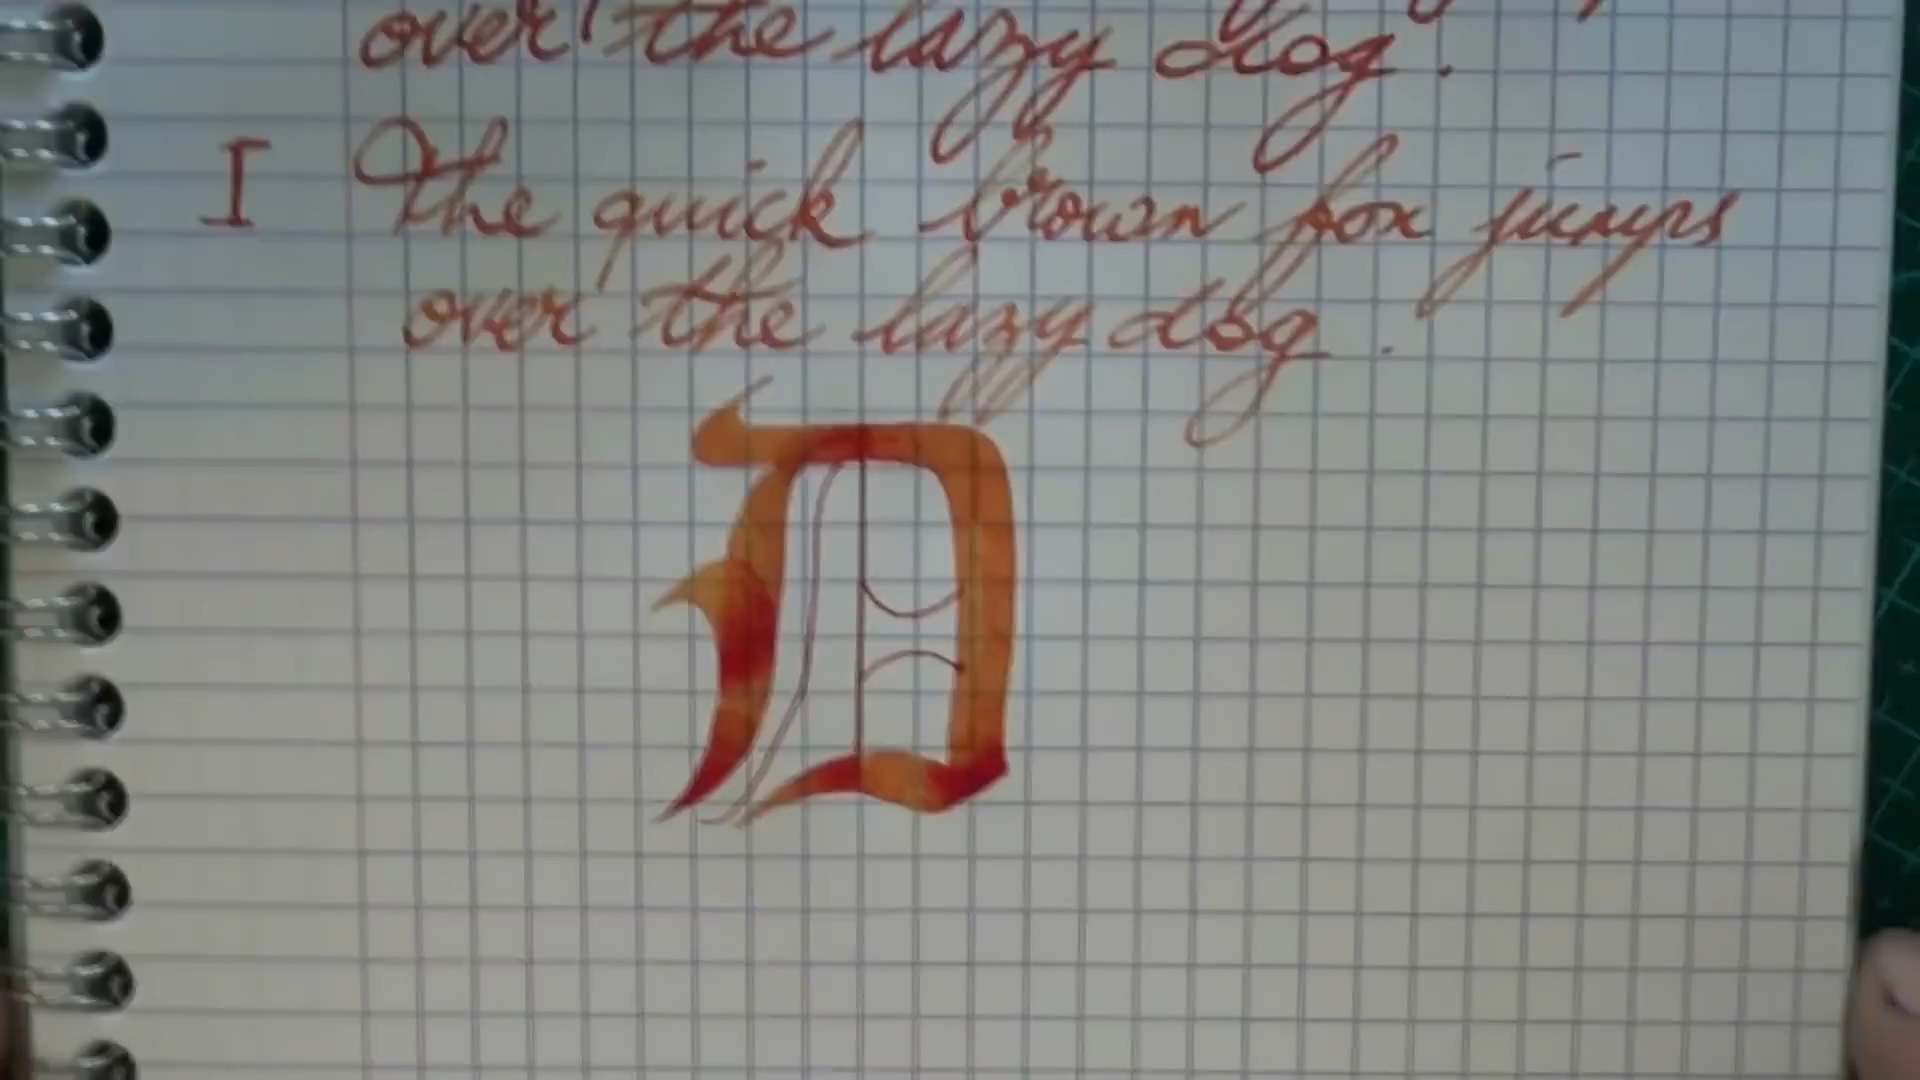 over the lazy dog.
I The quick brown fox jumps
over the lazy dog.
D